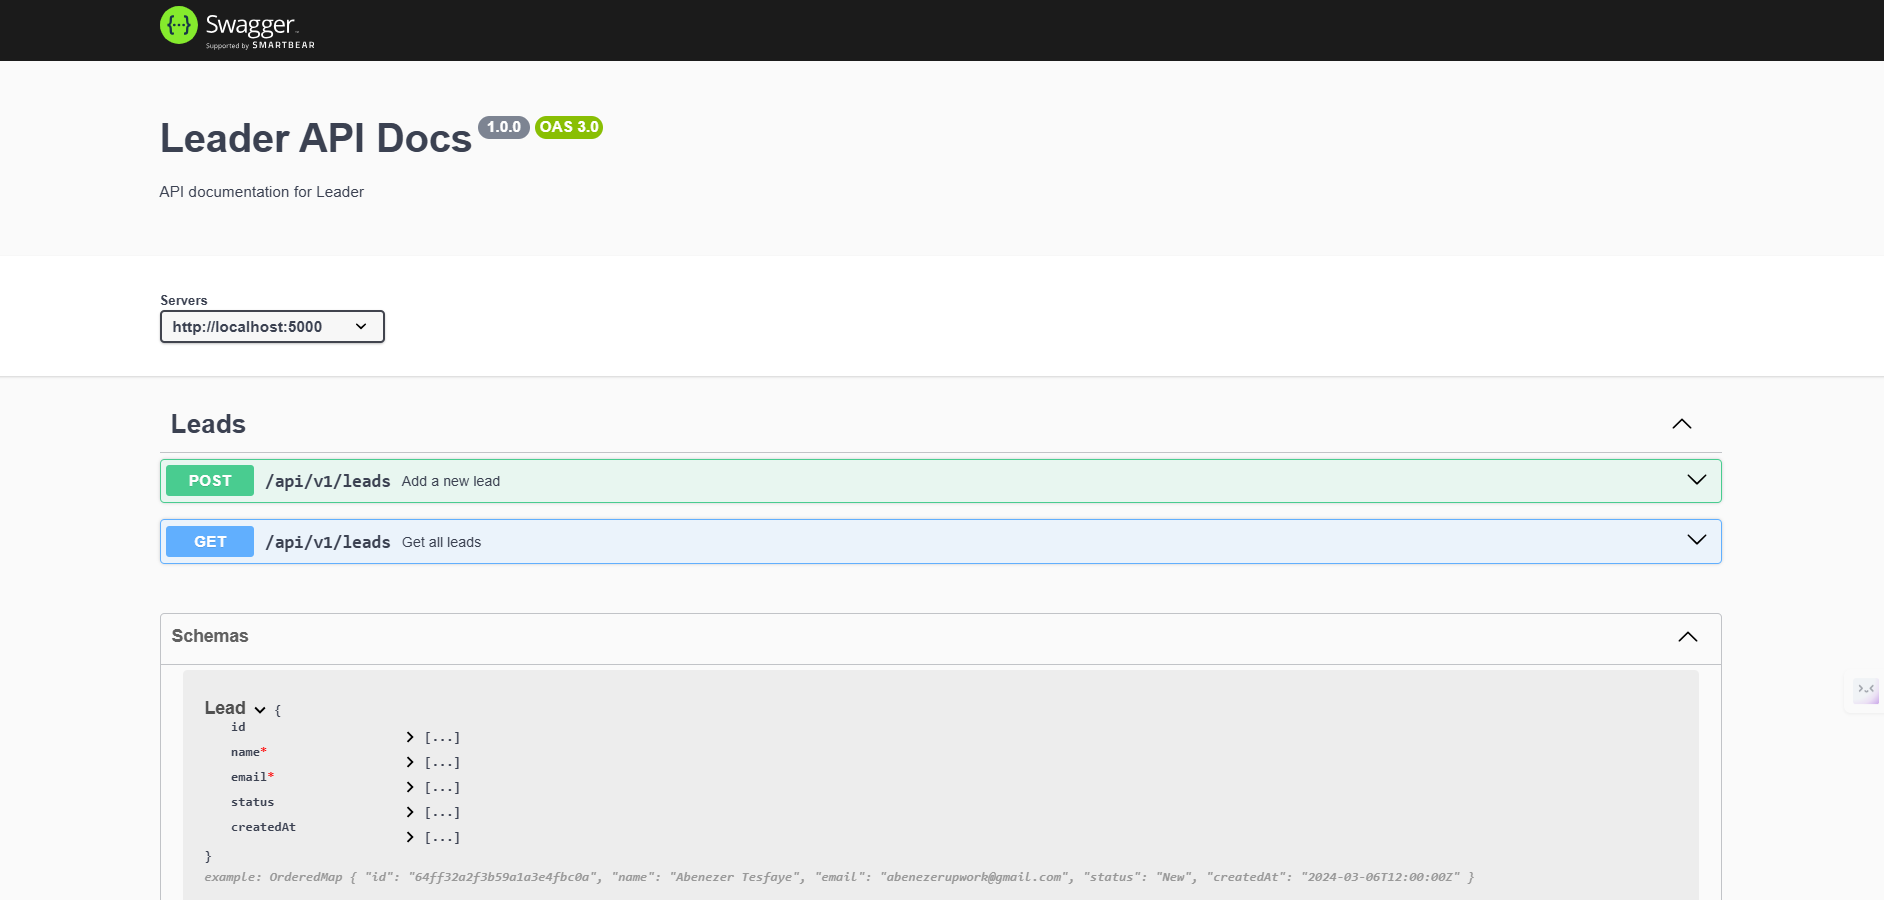 Swagger
Supported by SMARTBEAR
Leader API Docs 1.0.0 OAS 3.0
API documentation for Leader
Servers
http://localhost:5000
Leads
POST /api/v1/leads Add a new lead
GET /api/v1/leads Get all leads
Schemas
Lead {
id [...]
name* [...]
email* [...]
status [...]
createdAt [...]
}
example: OrderedMap { "id": "64ff32a2f3b59a1a3e4fbc0a", "name": "Abenezer Tesfaye", "email": "abenezerupwork@gmail.com", "status": "New", "createdAt": "2024-03-06T12:00:00Z" }